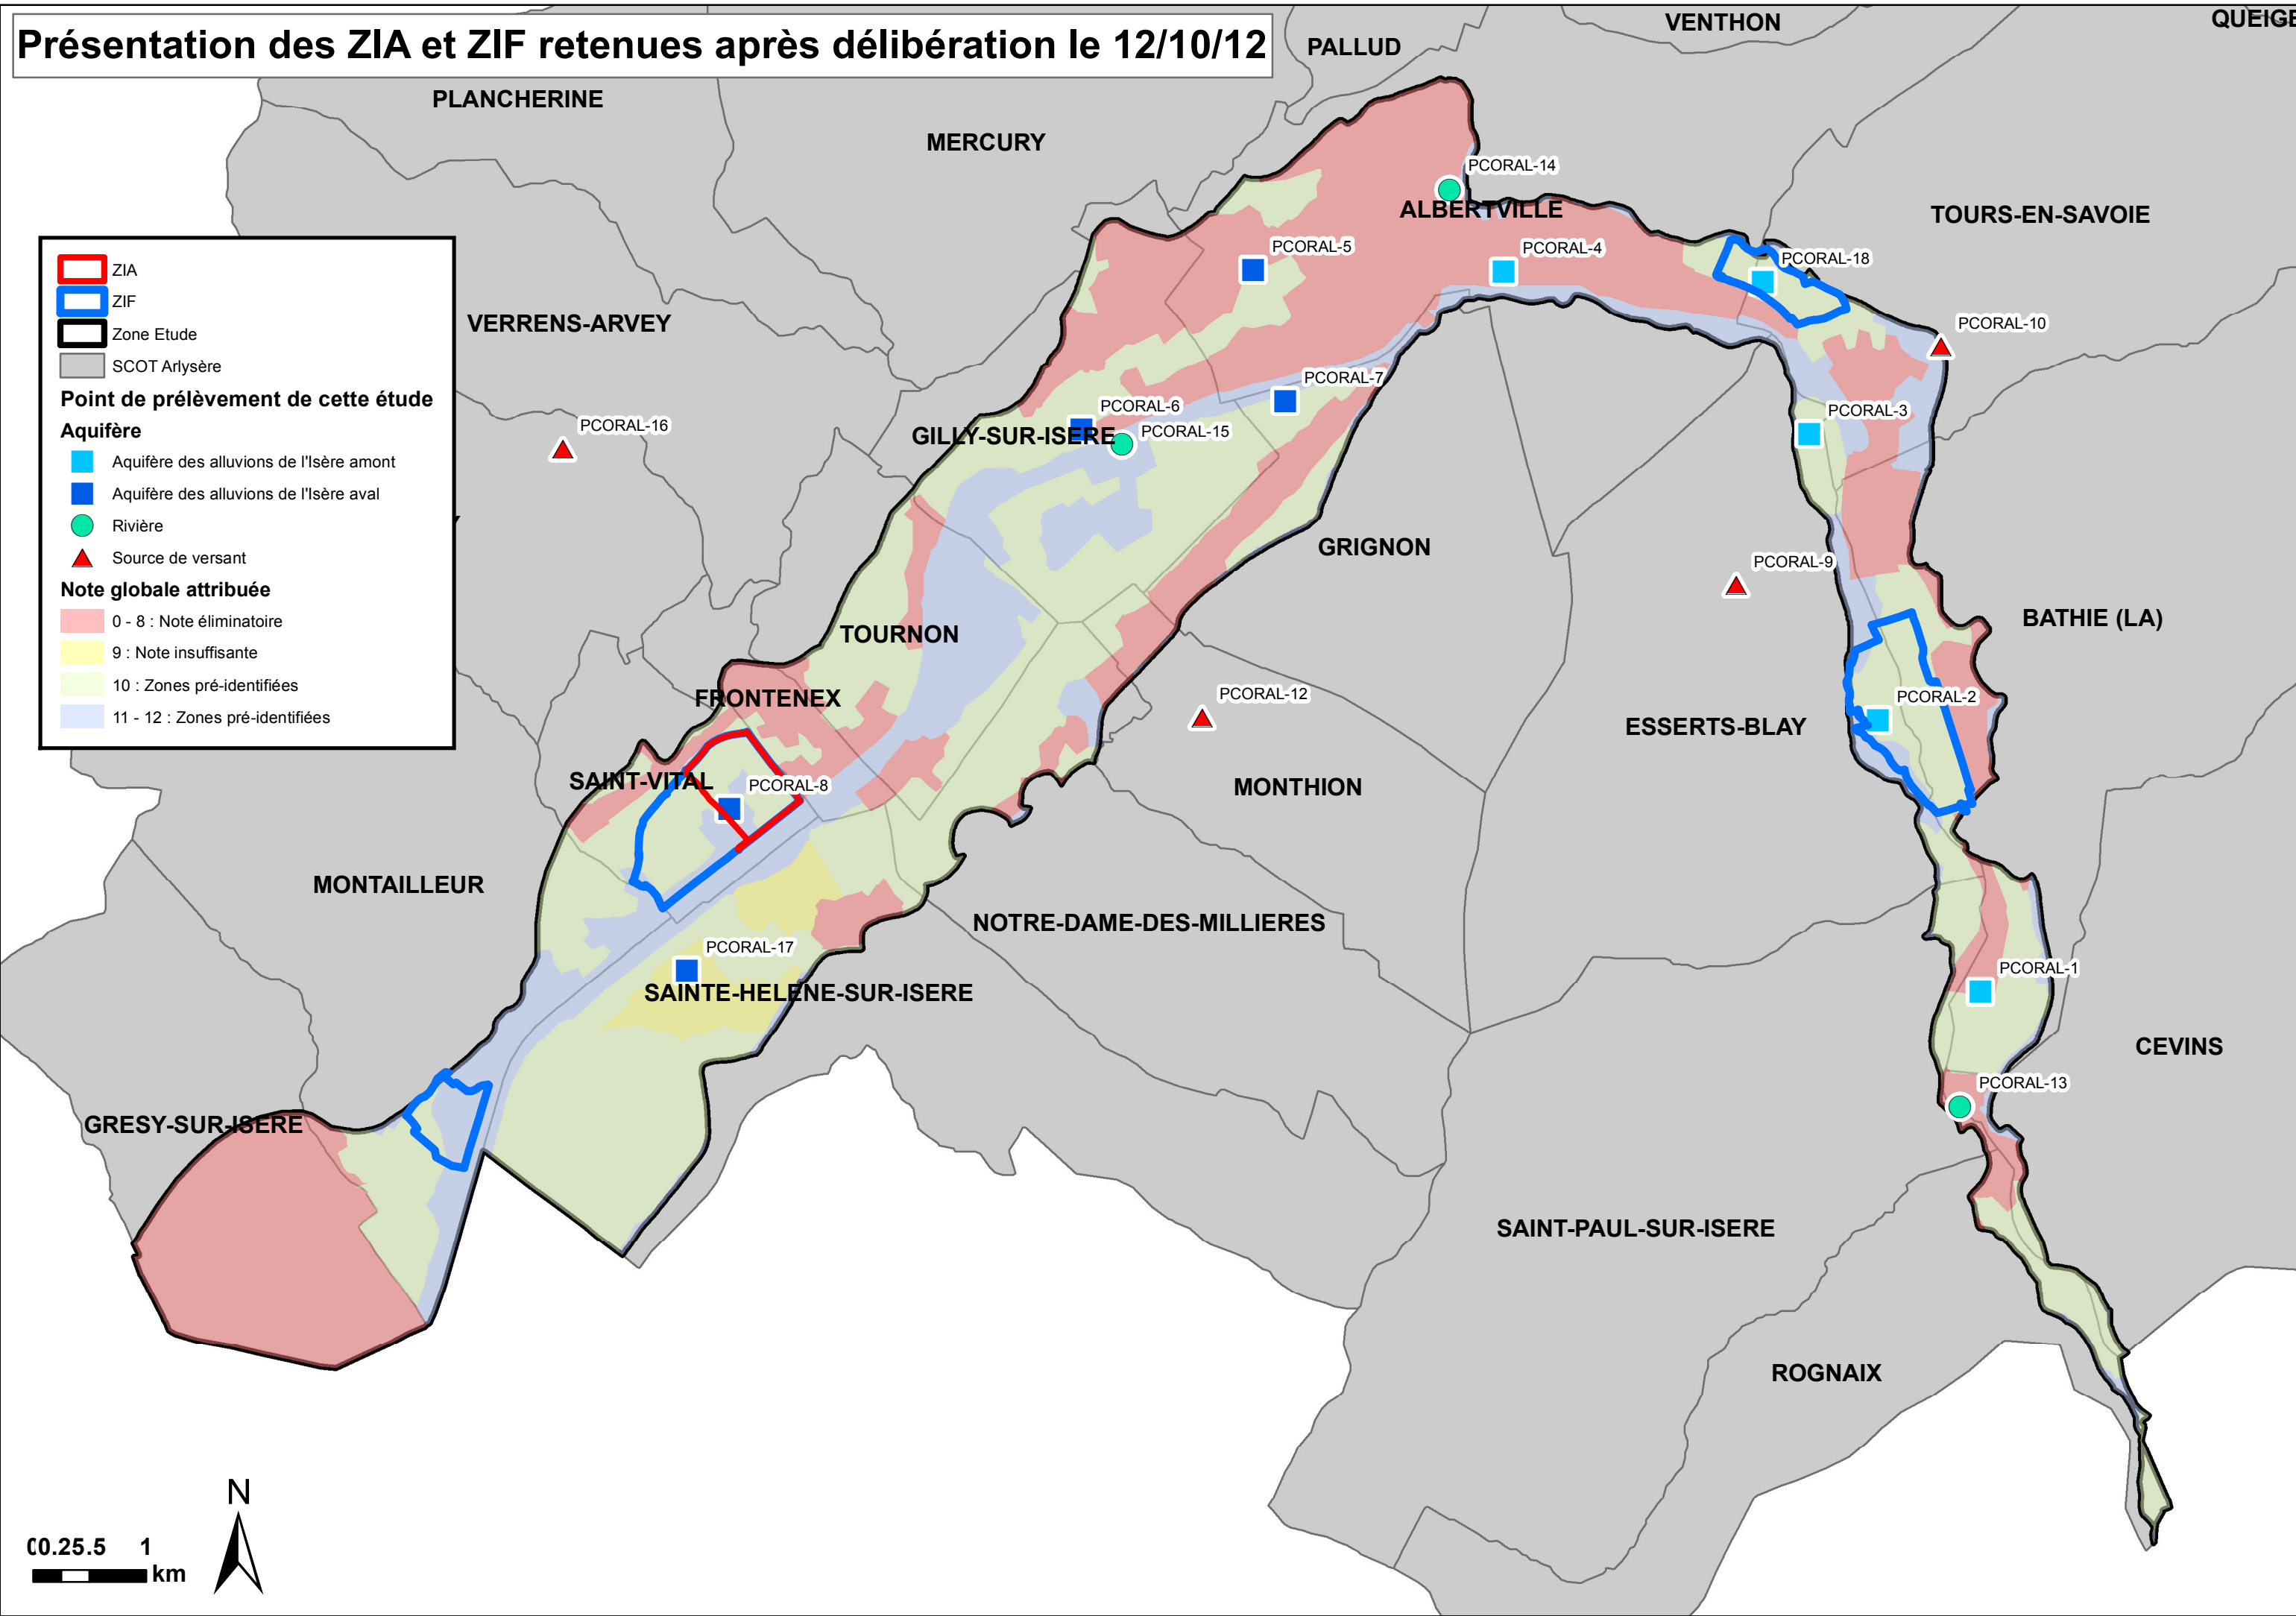 Présentation des ZIA et ZIF retenues après délibération le 12/10/12
PALLUD
VENTHON
QUEIGE
PLANCHERINE
MERCURY
PCORAL-14
ALBERTVILLE
TOURS-EN-SAVOIE
PCORAL-5
PCORAL-4
PCORAL-18
PCORAL-10
VERRENS-ARVEY
PCORAL-7
PCORAL-6
PCORAL-3
PCORAL-16
GILLY-SUR-ISERE
PCORAL-15
GRIGNON
PCORAL-9
BATHIE (LA)
TOURNON
FRONTENEX
PCORAL-12
PCORAL-2
ESSERTS-BLAY
SAINT-VITAL
PCORAL-8
MONTHION
MONTAILLEUR
NOTRE-DAME-DES-MILLIERES
PCORAL-17
SAINTE-HELENE-SUR-ISERE
PCORAL-1
CEVINS
PCORAL-13
GRESY-SUR-ISERE
SAINT-PAUL-SUR-ISERE
ROGNAIX
ZIA
ZIF
Zone Etude
SCOT Arlysère
Point de prélèvement de cette étude
Aquifère
Aquifère des alluvions de l'Isère amont
Aquifère des alluvions de l'Isère aval
Rivière
Source de versant
Note globale attribuée
0 - 8 : Note éliminatoire
9 : Note insuffisante
10 : Zones pré-identifiées
11 - 12 : Zones pré-identifiées
N
00.25.5 1
km